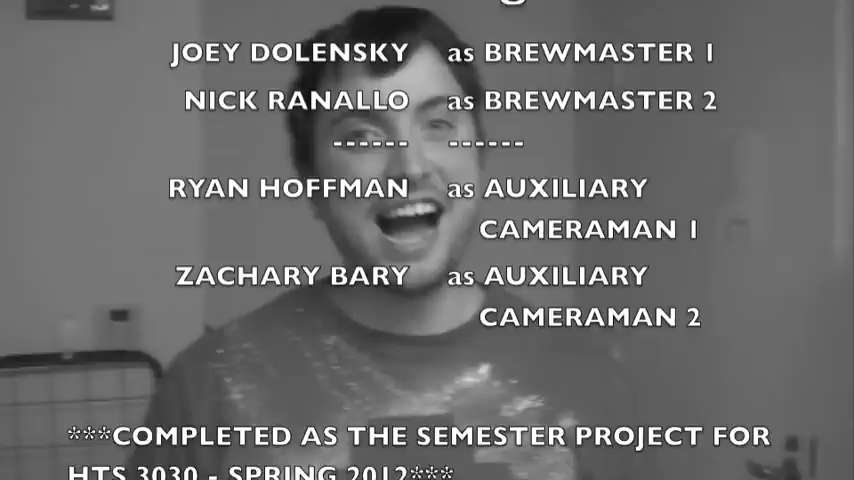 JOEY DOLENSKY as BREWMASTER 1
NICK RANALLO as BREWMASTER 2
------ ------
RYAN HOFFMAN as AUXILIARY
CAMERAMAN 1
ZACHARY BARY as AUXILIARY
CAMERAMAN 2
***COMPLETED AS THE SEMESTER PROJECT FOR
HTS 3030 - SPRING 2012***